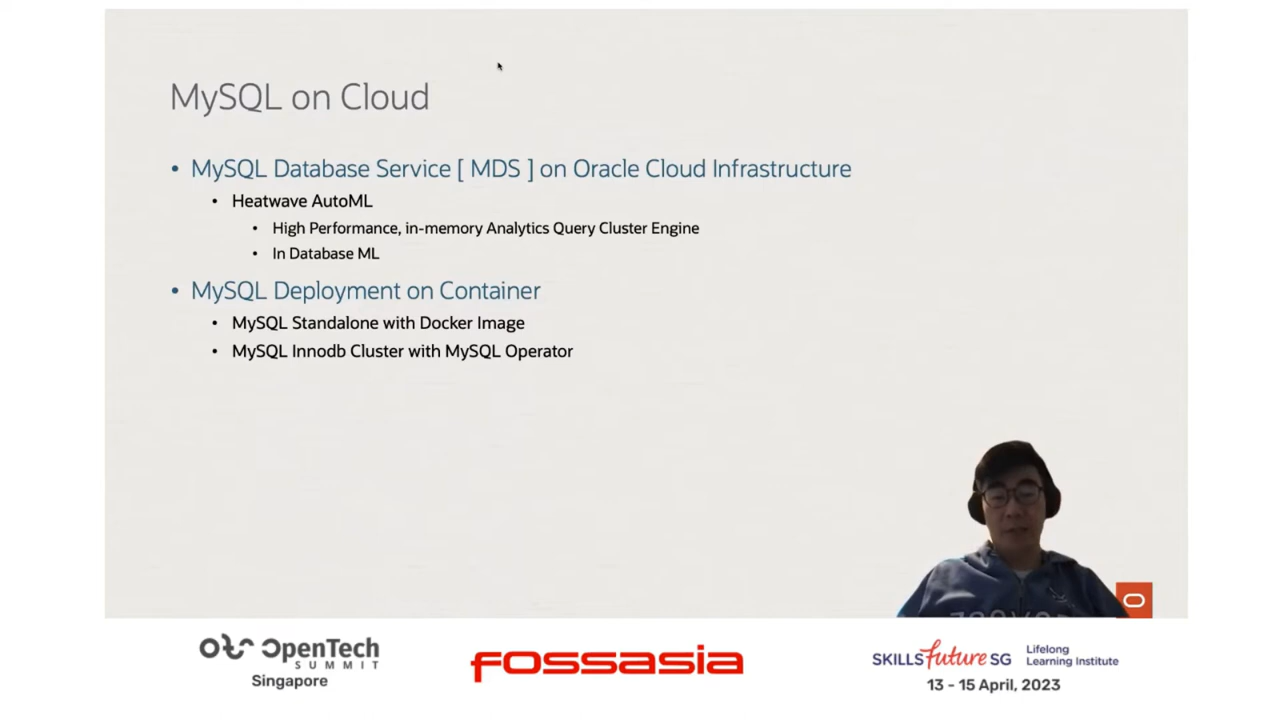 MySQL on Cloud
• MySQL Database Service [ MDS ] on Oracle Cloud Infrastructure
• Heatwave AutoML
• High Performance, in-memory Analytics Query Cluster Engine
• In Database ML
• MySQL Deployment on Container
• MySQL Standalone with Docker Image
• MySQL Innodb Cluster with MySQL Operator
OpenTech
SUMMIT
Singapore
fossasia
SKILLS future SG
Lifelong
Learning Institute
13 - 15 April, 2023